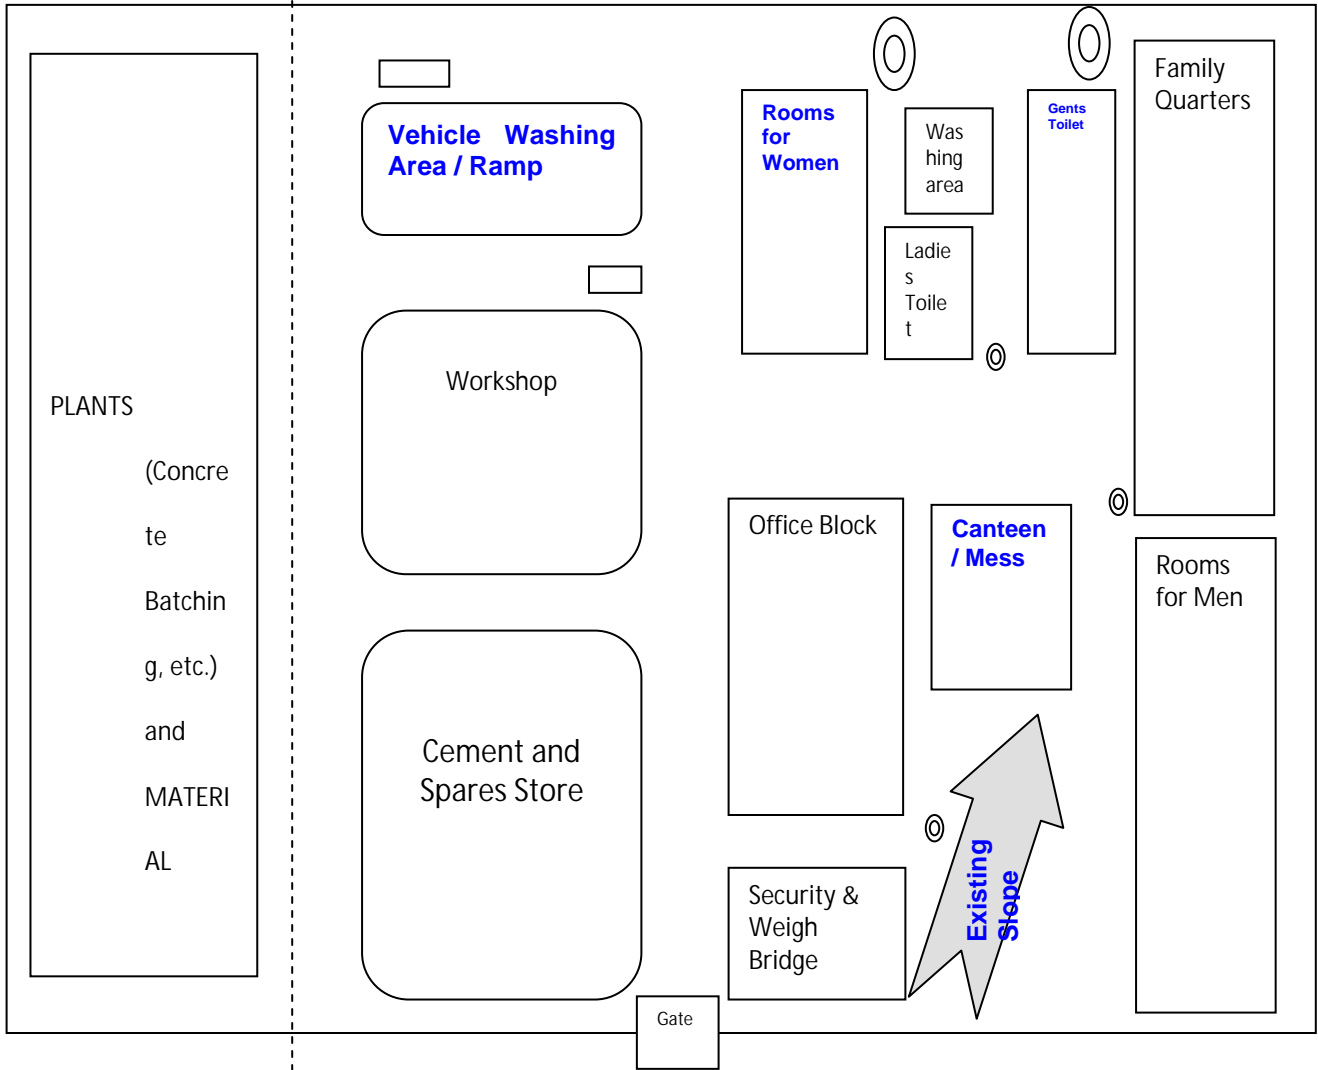 PLANTS
(Concre
te
Batchin
g, etc.)
and
MATERI
AL
Vehicle Washing
Area / Ramp
Workshop
Cement and
Spares Store
Rooms
for
Women
Was
hing
area
Ladie
s
Toile
t
Gents
Toilet
Family
Quarters
Office Block
Canteen
/ Mess
Rooms
for Men
Existing
Slope
Security &
Weigh
Bridge
Gate